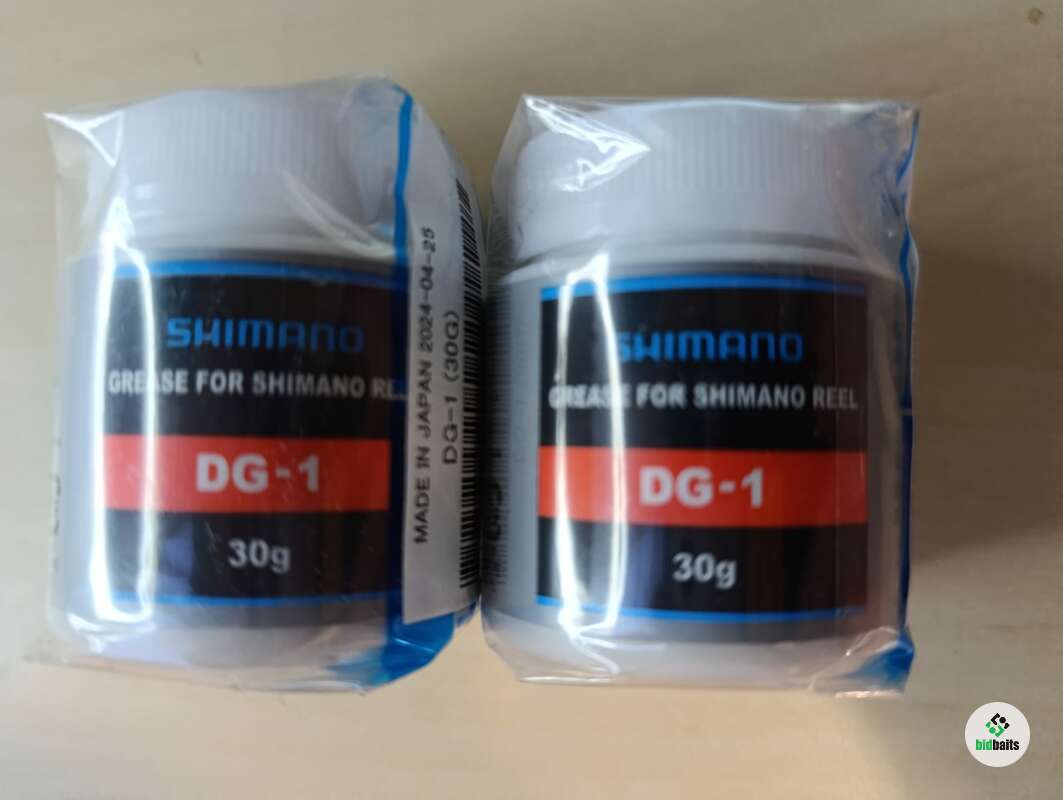 SHIMANO
GREASE FOR SHIMANO REEL
DG-1
30g
MADE IN JAPAN 2024-04-25
DG-1 (30G)
SHIMANO
GREASE FOR SHIMANO REEL
DG-1
30g
bidbaits